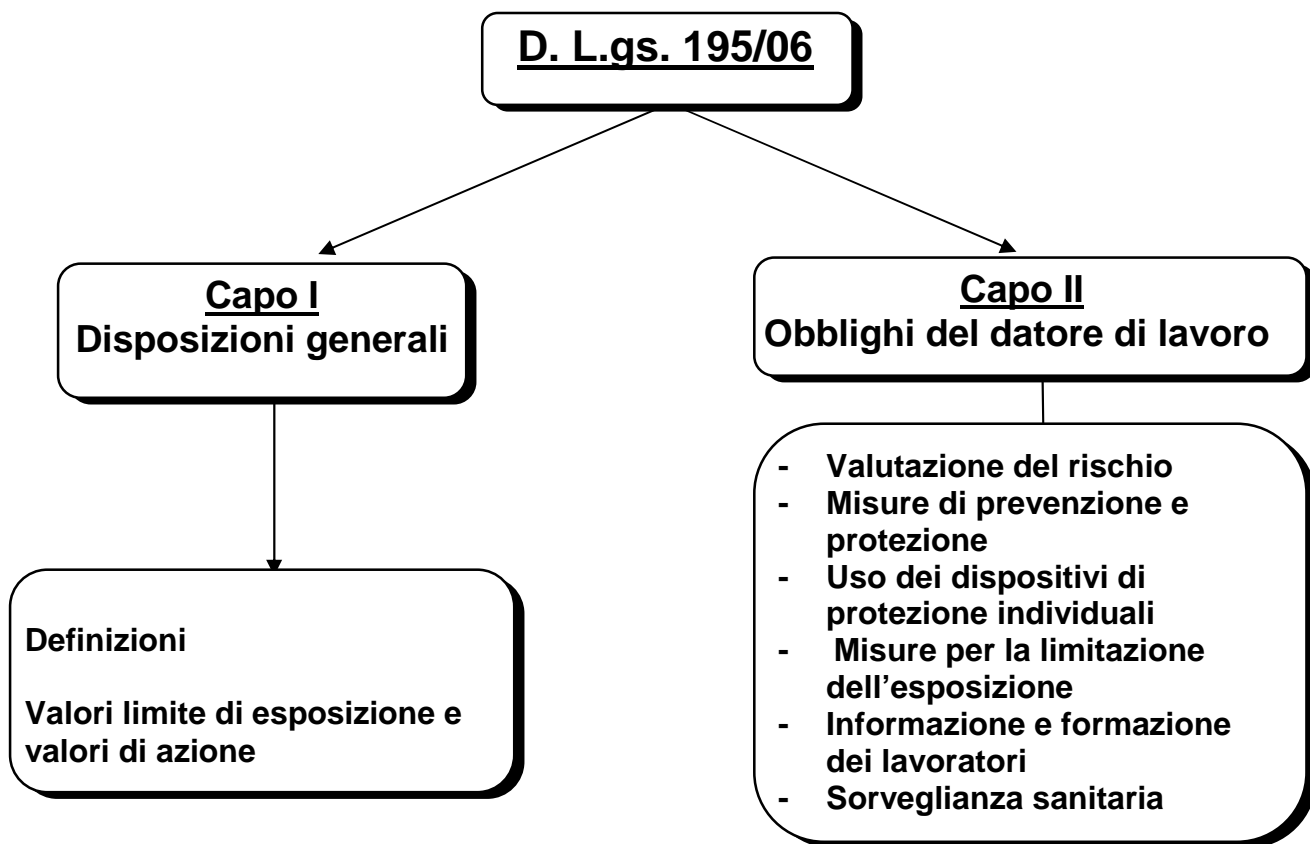 D. L.gs. 195/06
Capo I
Disposizioni generali
Capo II
Obblighi del datore di lavoro
Definizioni
Valori limite di esposizione e
valori di azione
- Valutazione del rischio
- Misure di prevenzione e
protezione
- Uso dei dispositivi di
protezione individuali
- Misure per la limitazione
dell’esposizione
- Informazione e formazione
dei lavoratori
- Sorveglianza sanitaria